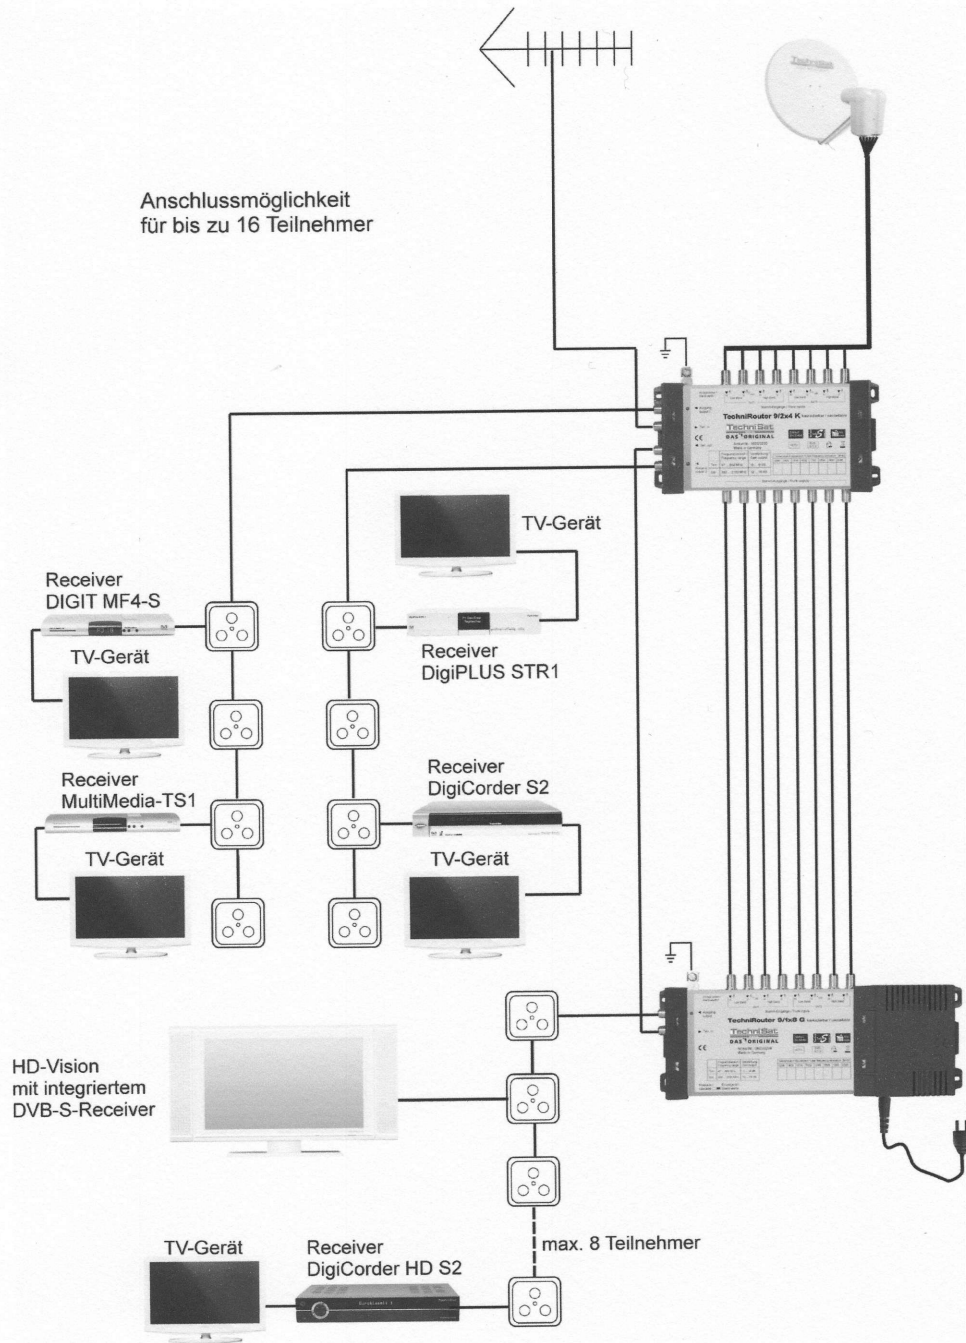 TechniSat
Anschlussmöglichkeit
für bis zu 16 Teilnehmer
TechniRouter 9/2x4 K
TechniSat
DAS ORIGINAL
TV-Gerät
Receiver
DIGIT MF4-S
TV-Gerät
Receiver
DigiPLUS STR1
Receiver
MultiMedia-TS1
TV-Gerät
Receiver
DigiCorder S2
TV-Gerät
TechniRouter 9/1x8 G
TechniSat
DAS ORIGINAL
HD-Vision
mit integriertem
DVB-S-Receiver
max. 8 Teilnehmer
TV-Gerät
Receiver
DigiCorder HD S2